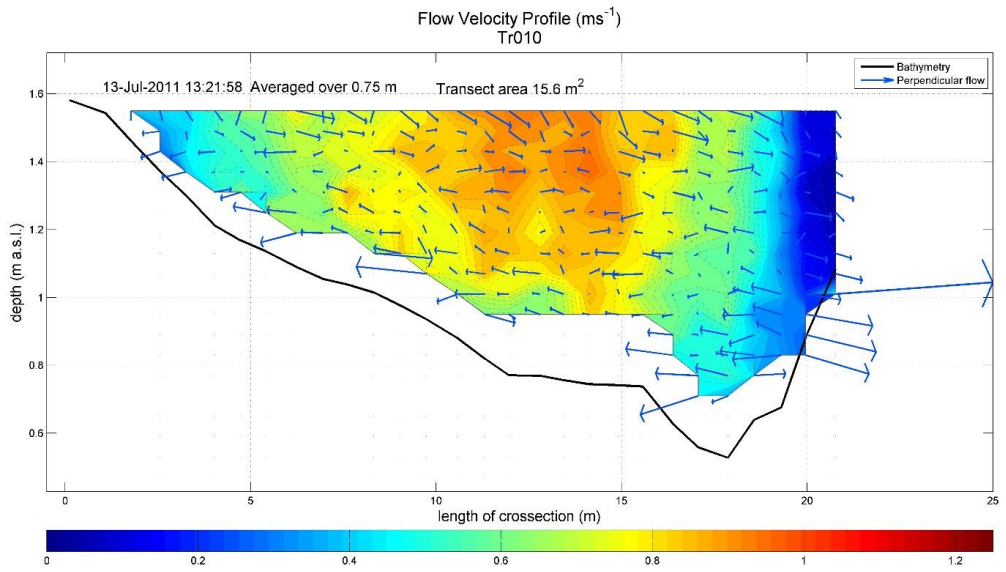 Flow Velocity Profile (ms-1)
Tr010
13-Jul-2011 13:21:58 Averaged over 0.75 m
Transect area 15.6 m2
Bathymetry
Perpendicular flow
depth (m a.s.l.)
1.6
1.4
1.2
1
0.8
0.6
0 5 10 15 20 25
length of crossection (m)
0 0.2 0.4 0.6 0.8 1 1.2